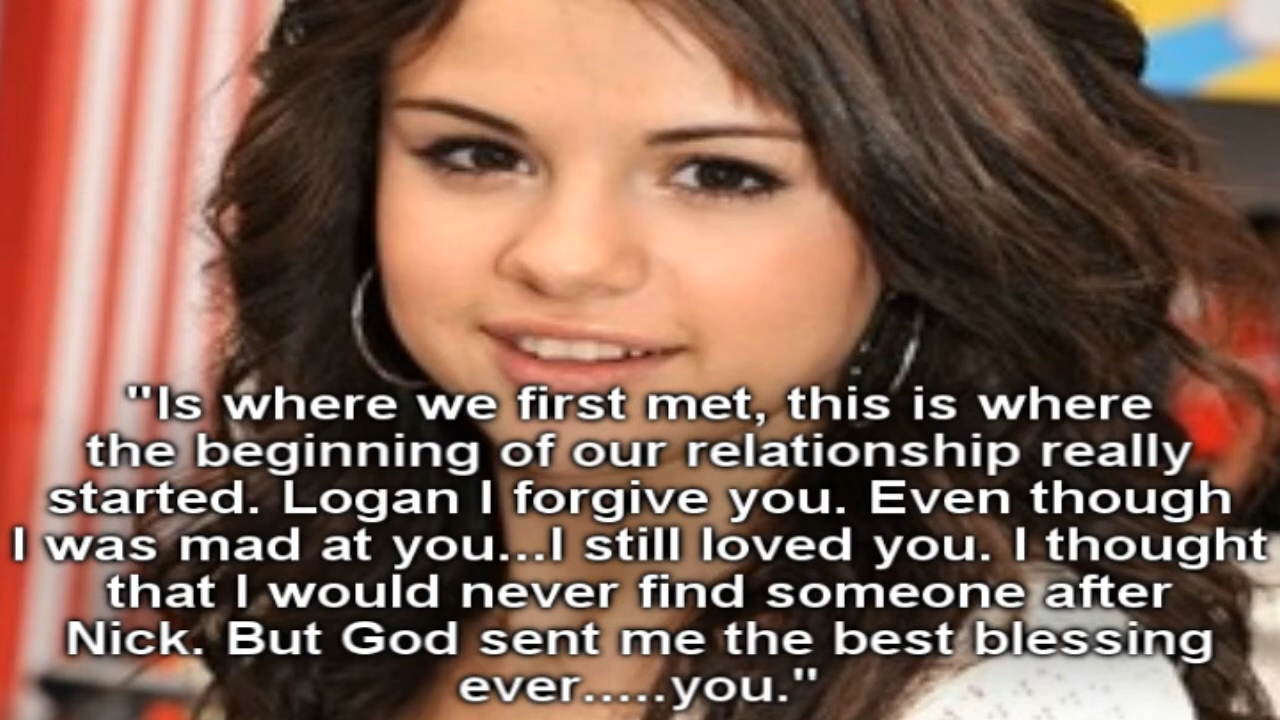 "Is where we first met, this is where
the beginning of our relationship really
started. Logan I forgive you. Even though
I was mad at you...I still loved you. I thought
that I would never find someone after
Nick. But God sent me the best blessing
ever.....you."